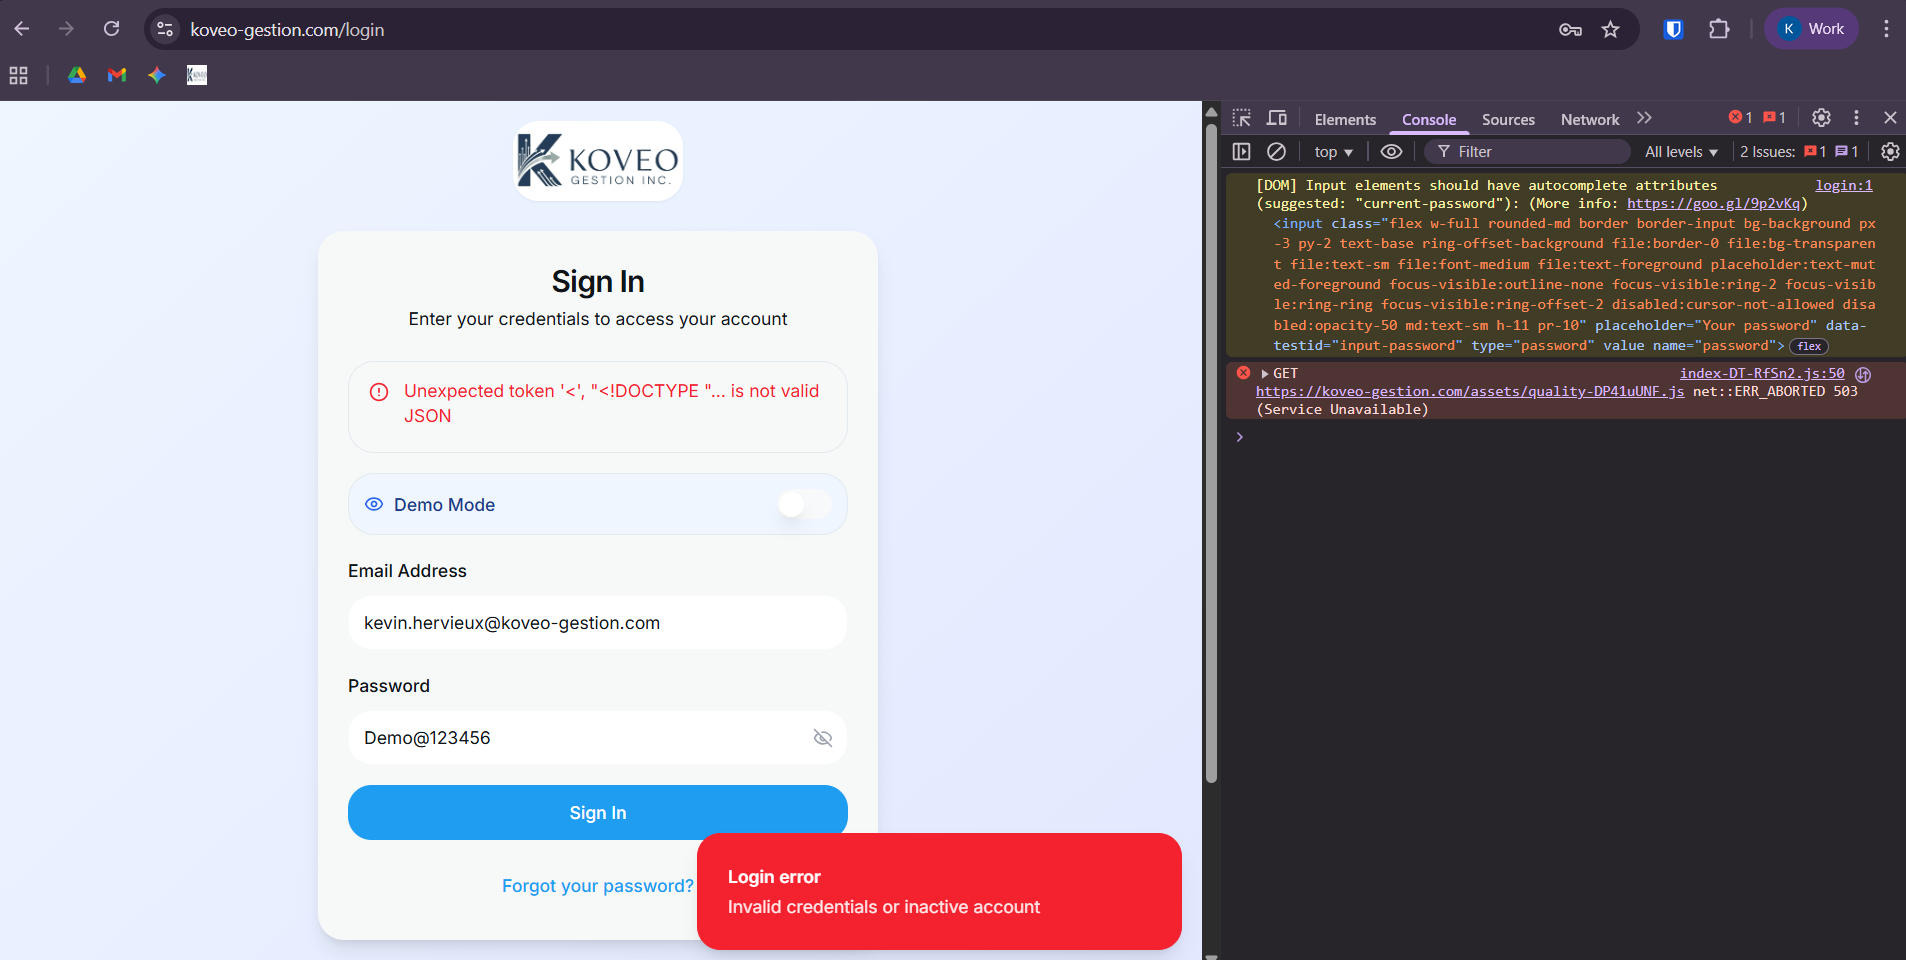 koveo-gestion.com/login
K Work
KOVEO
GESTION INC.
Sign In
Enter your credentials to access your account
Unexpected token '<', "<!DOCTYPE "... is not valid
JSON
Demo Mode
Email Address
kevin.hervieux@koveo-gestion.com
Password
Demo@123456
Sign In
Forgot your password?
Login error
Invalid credentials or inactive account
Elements Console Sources Network 1 1
top Filter All levels 2 Issues: 1 1
[DOM] Input elements should have autocomplete attributes login:1
(suggested: "current-password"): (More info: https://goo.gl/9p2vKq)
<input class="flex w-full rounded-md border border-input bg-background px
-3 py-2 text-base ring-offset-background file:border-0 file:bg-transparen
t file:text-sm file:font-medium file:text-foreground placeholder:text-mut
ed-foreground focus-visible:outline-none focus-visible:ring-2 focus-visib
le:ring-ring focus-visible:ring-offset-2 disabled:cursor-not-allowed disa
bled:opacity-50 md:text-sm h-11 pr-10" placeholder="Your password" data-
testid="input-password" type="password" value name="password"> flex
GET index-DT-RfSn2.js:50
https://koveo-gestion.com/assets/quality-DP41uUNF.js net::ERR_ABORTED 503
(Service Unavailable)